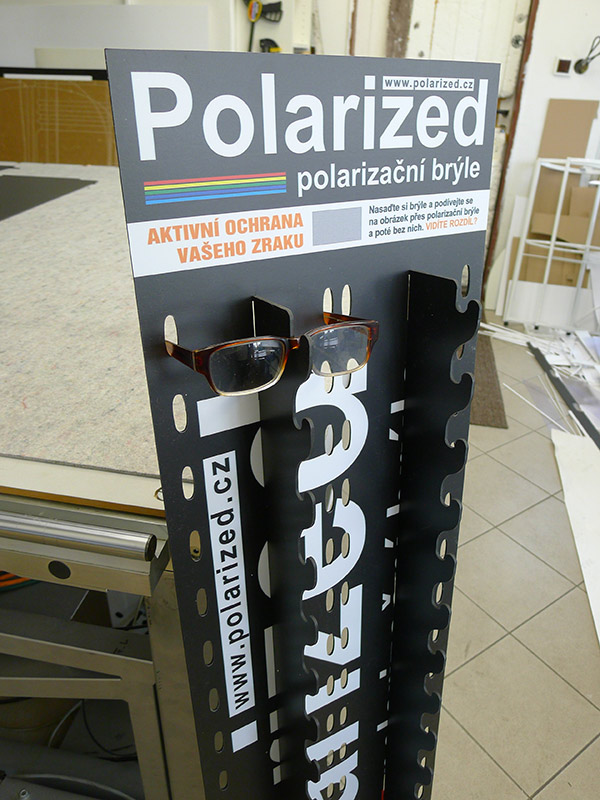 www.polarized.cz
Polarized
polarizační brýle
AKTIVNÍ OCHRANA
VAŠEHO ZRAKU
Nasaďte si brýle a podívejte se
na obrázek přes polarizační brýle
a poté bez nich. VIDÍTE ROZDÍL?
www.polarized.cz